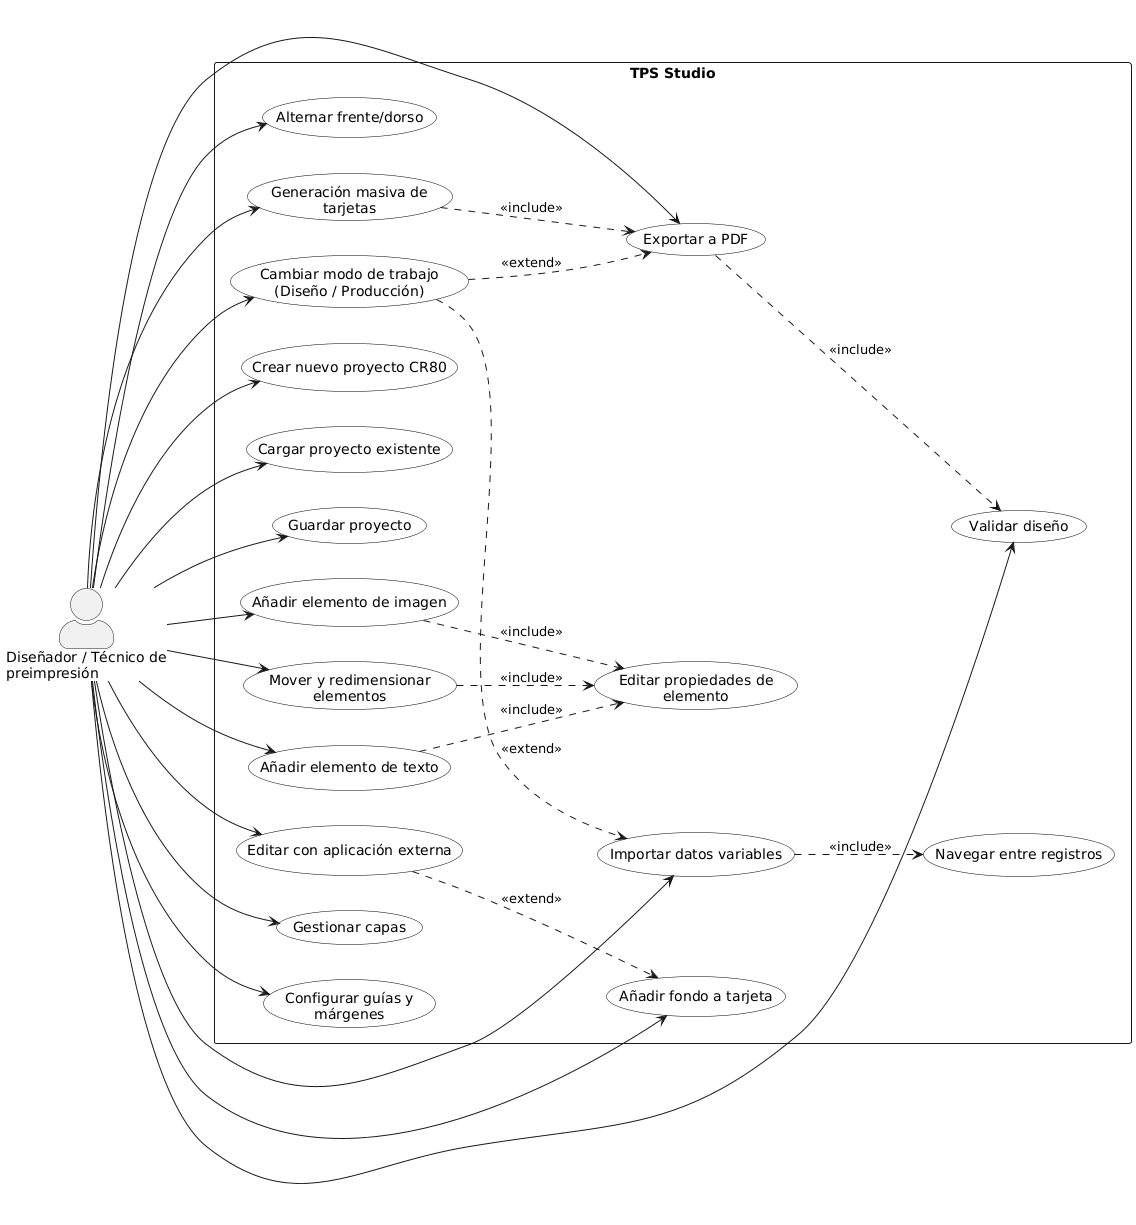 TPS Studio
Alternar frente/dorso
Generación masiva de
tarjetas
«include»
Exportar a PDF
Cambiar modo de trabajo
(Diseño / Producción)
«extend»
«include»
Crear nuevo proyecto CR80
Cargar proyecto existente
Guardar proyecto
Validar diseño
Añadir elemento de imagen
«include»
Diseñador / Técnico de
preimpresión
Mover y redimensionar
elementos
«include»
Editar propiedades de
elemento
«include»
Añadir elemento de texto
«extend»
Editar con aplicación externa
Importar datos variables
«include»
Navegar entre registros
«extend»
Gestionar capas
Añadir fondo a tarjeta
Configurar guías y
márgenes